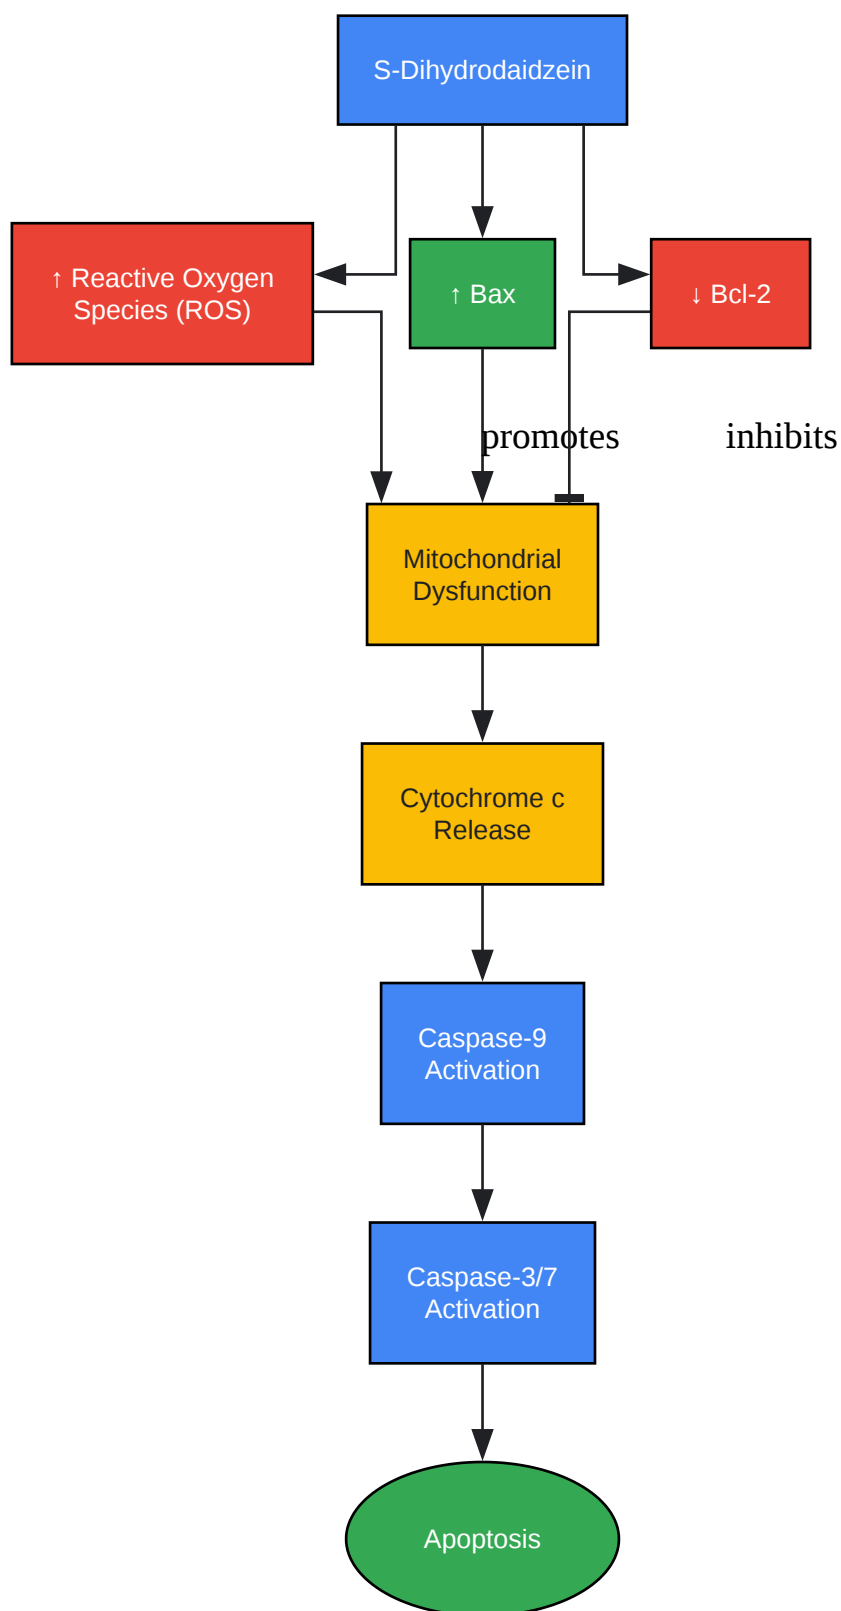 S-Dihydrodaidzein
↑ Reactive Oxygen
Species (ROS)
↑ Bax
↓ Bcl-2
promotes
inhibits
Mitochondrial
Dysfunction
Cytochrome c
Release
Caspase-9
Activation
Caspase-3/7
Activation
Apoptosis